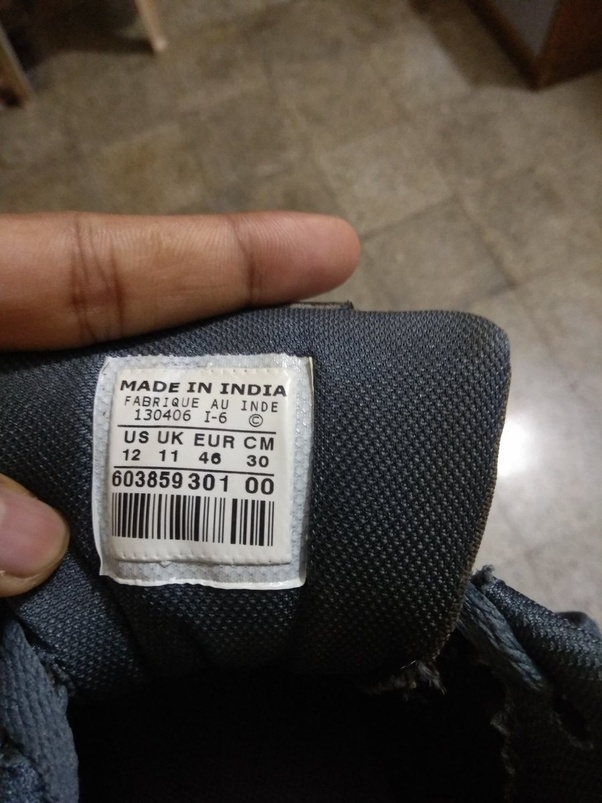 MADE IN INDIA
FABRIQUE AU INDE
130406 I-6 ©
US UK EUR CM
12 11 46 30
603859 301 00